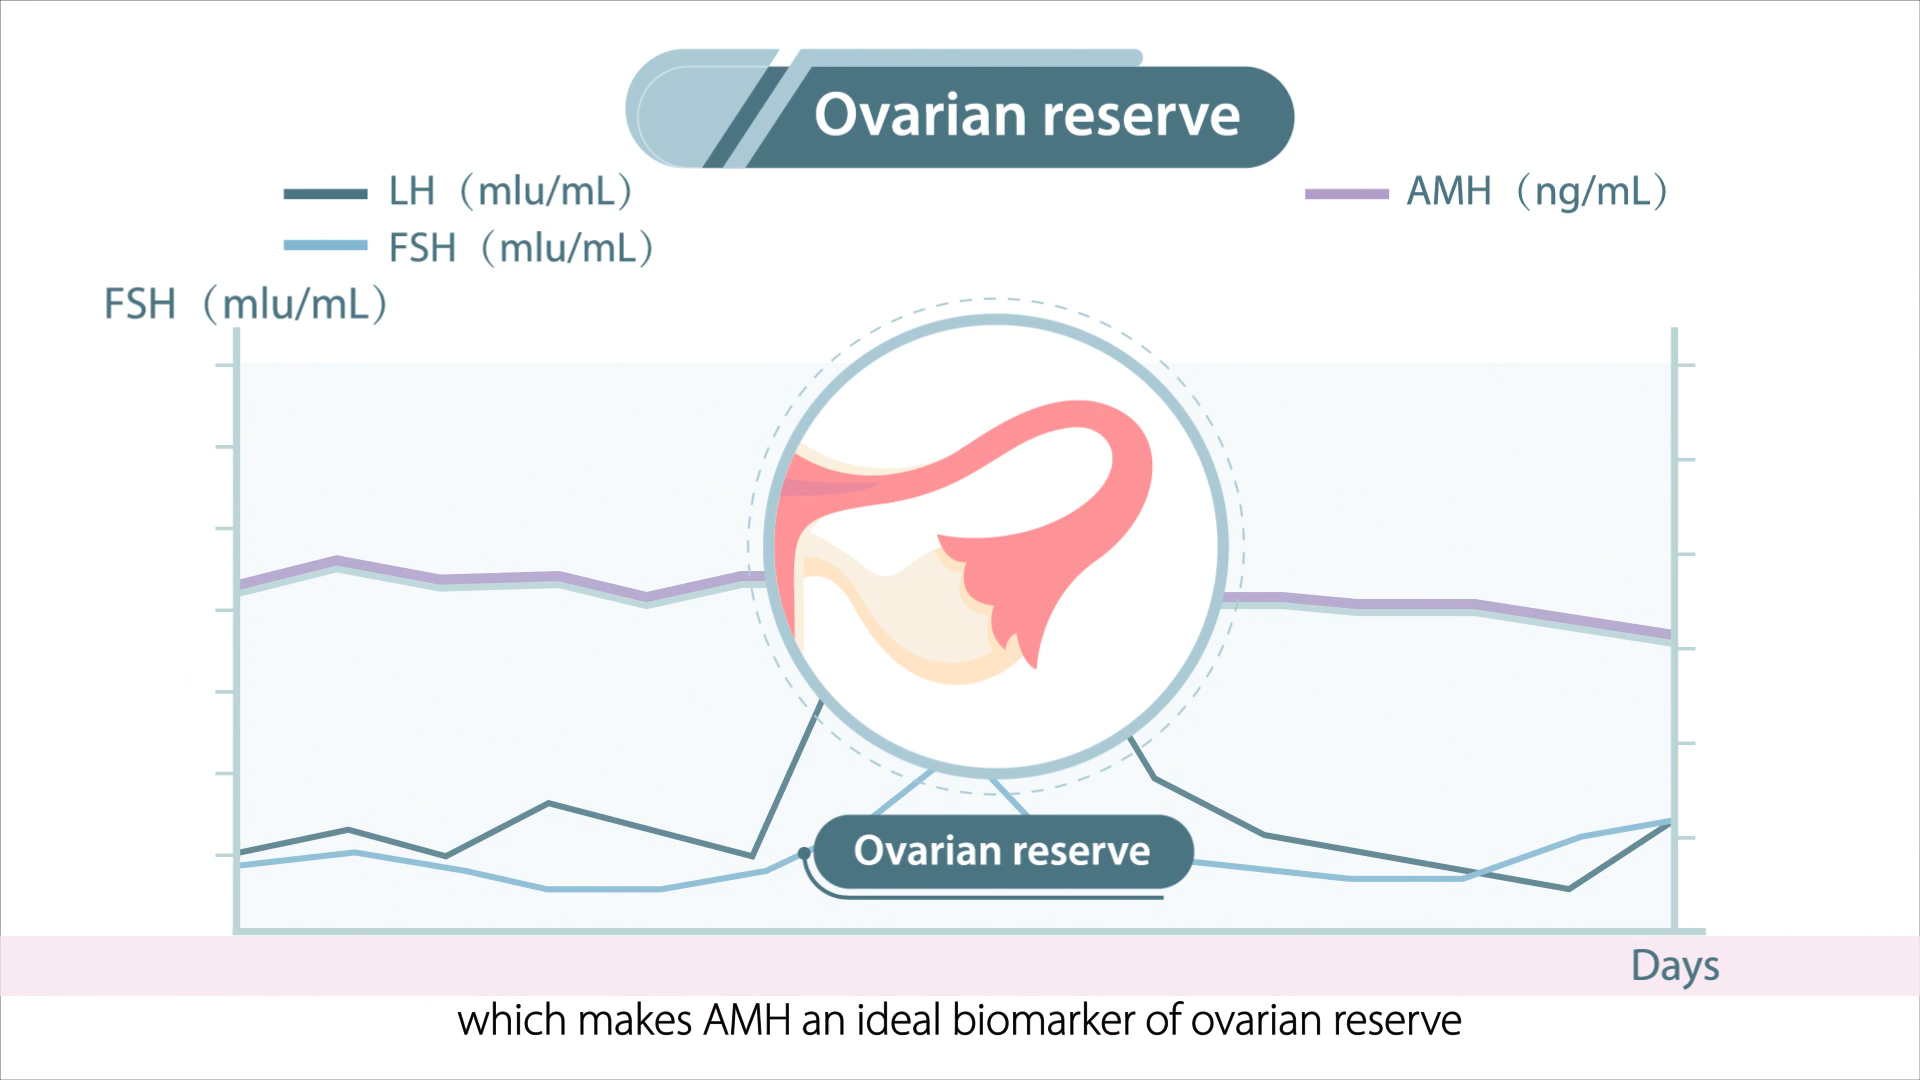 Ovarian reserve
LH（mlu/mL）
AMH（ng/mL）
FSH（mlu/mL）
FSH（mlu/mL）
Ovarian reserve
Days
which makes AMH an ideal biomarker of ovarian reserve